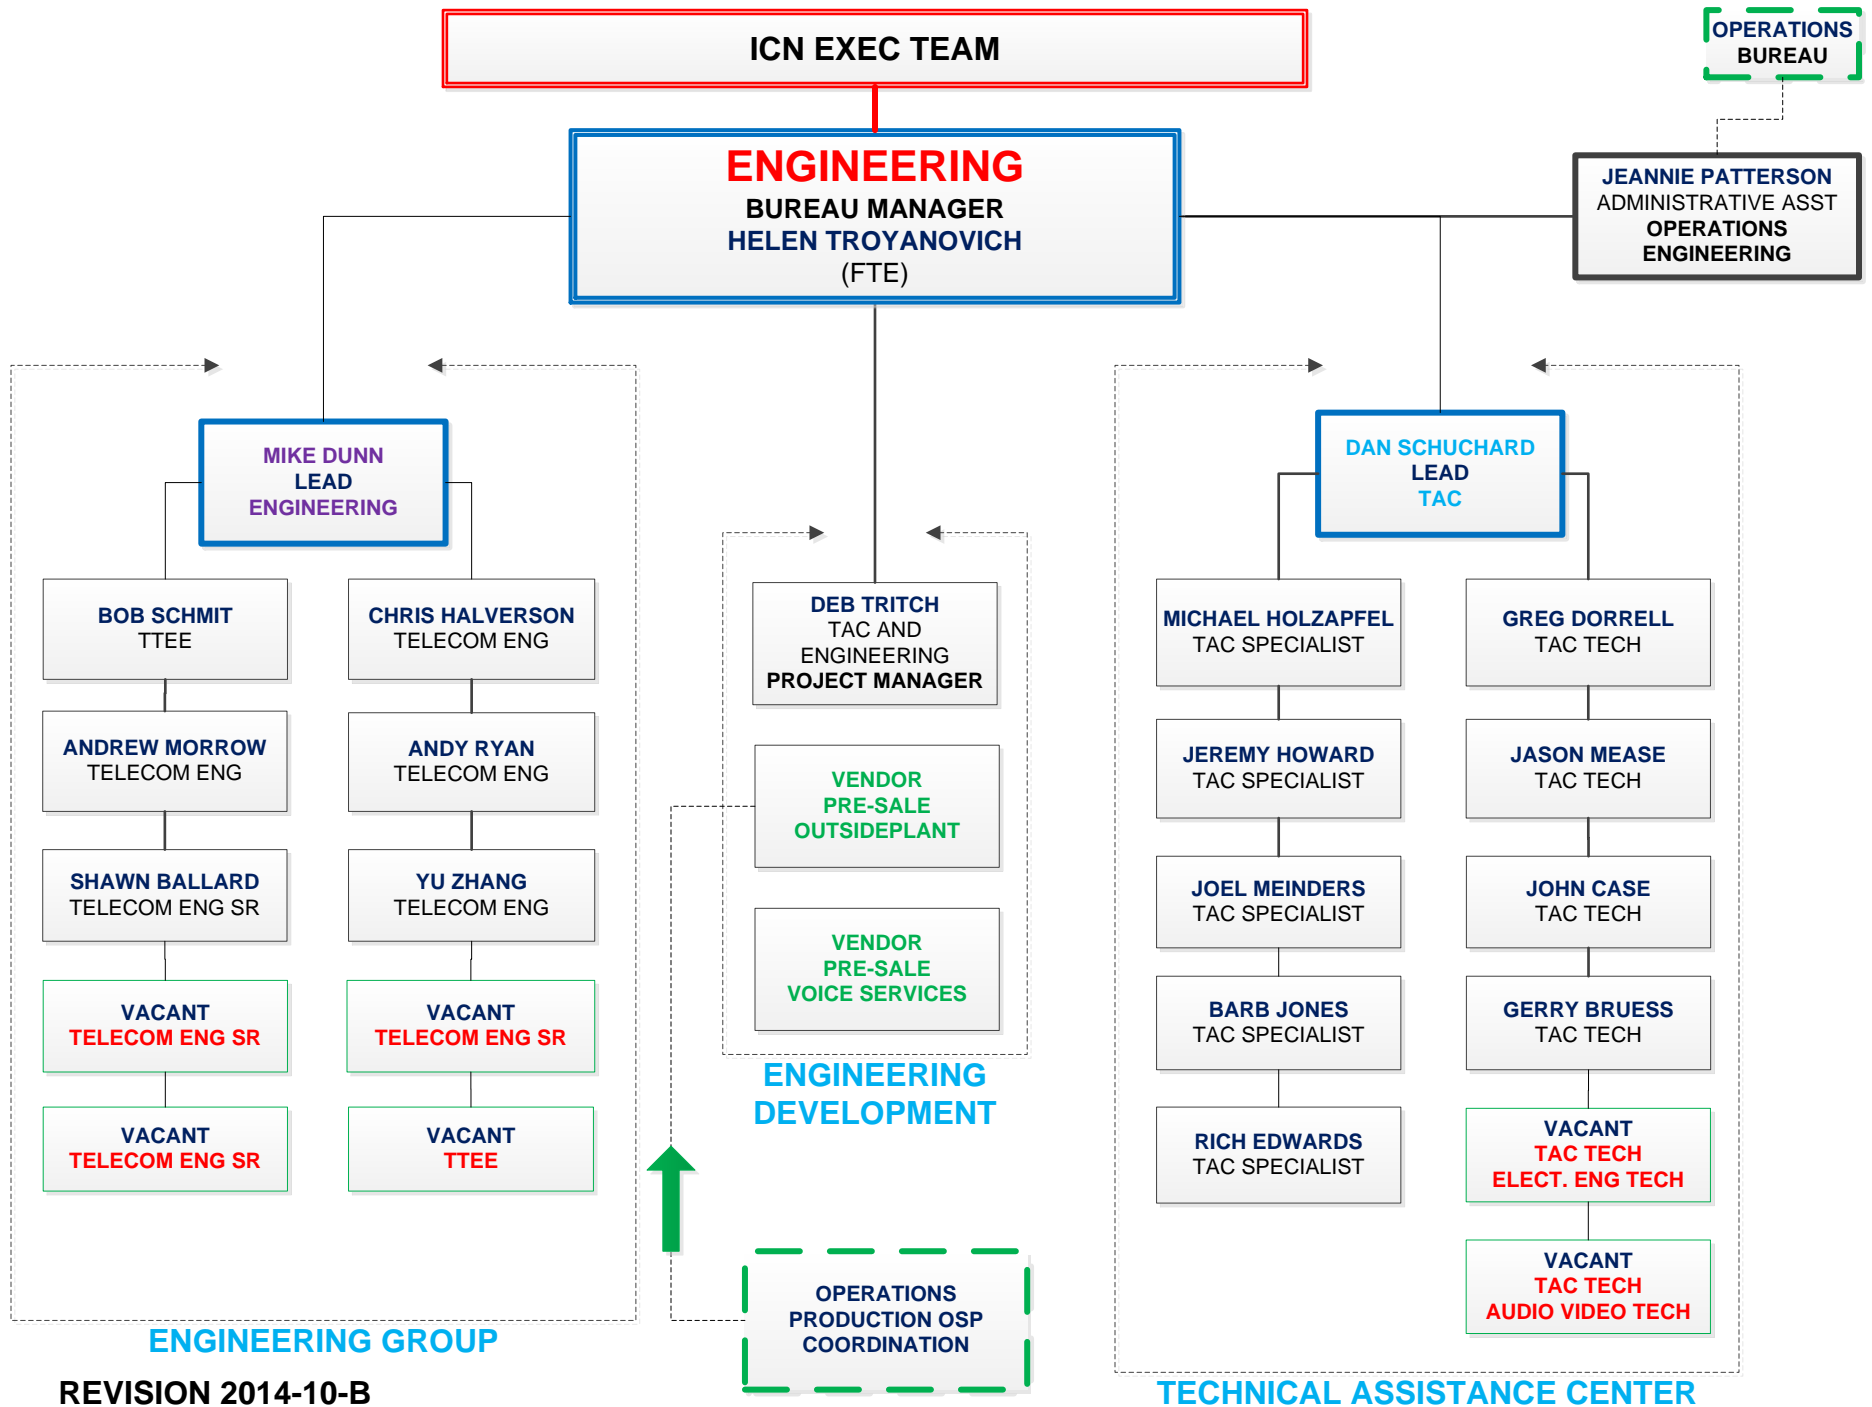 ICN EXEC TEAM
OPERATIONS
BUREAU
ENGINEERING
BUREAU MANAGER
HELEN TROYANOVICH
(FTE)
JEANNIE PATTERSON
ADMINISTRATIVE ASST
OPERATIONS
ENGINEERING
MIKE DUNN
LEAD
ENGINEERING
BOB SCHMIT
TTEE
ANDREW MORROW
TELECOM ENG
SHAWN BALLARD
TELECOM ENG SR
VACANT
TELECOM ENG SR
VACANT
TELECOM ENG SR
CHRIS HALVERSON
TELECOM ENG
ANDY RYAN
TELECOM ENG
YU ZHANG
TELECOM ENG
VACANT
TELECOM ENG SR
VACANT
TTEE
ENGINEERING GROUP
DEB TRITCH
TAC AND
ENGINEERING
PROJECT MANAGER
VENDOR
PRE-SALE
OUTSIDEPLANT
VENDOR
PRE-SALE
VOICE SERVICES
ENGINEERING
DEVELOPMENT
OPERATIONS
PRODUCTION OSP
COORDINATION
DAN SCHUCHARD
LEAD
TAC
MICHAEL HOLZAPFEL
TAC SPECIALIST
JEREMY HOWARD
TAC SPECIALIST
JOEL MEINDERS
TAC SPECIALIST
BARB JONES
TAC SPECIALIST
RICH EDWARDS
TAC SPECIALIST
GREG DORRELL
TAC TECH
JASON MEASE
TAC TECH
JOHN CASE
TAC TECH
GERRY BRUESS
TAC TECH
VACANT
TAC TECH
ELECT. ENG TECH
VACANT
TAC TECH
AUDIO VIDEO TECH
TECHNICAL ASSISTANCE CENTER
REVISION 2014-10-B